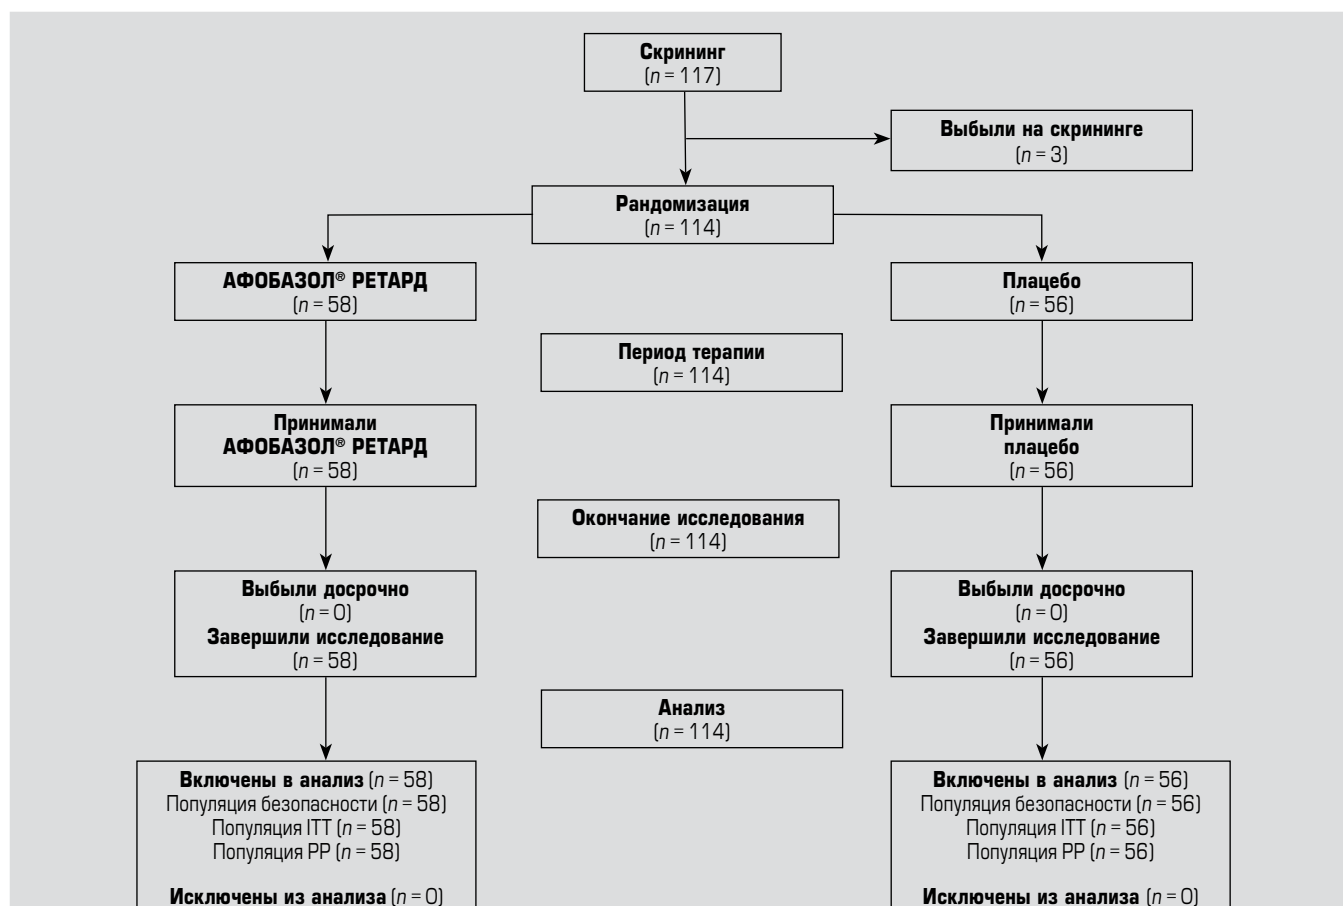 Скрининг
(n = 117)
Выбыли на скрининге
(n = 3)
Рандомизация
(n = 114)
АФОБАЗОЛ® РЕТАРД
(n = 58)
Плацебо
(n = 56)
Период терапии
(n = 114)
Принимали
АФОБАЗОЛ® РЕТАРД
(n = 58)
Принимали
плацебо
(n = 56)
Окончание исследования
(n = 114)
Выбыли досрочно
(n = 0)
Завершили исследование
(n = 58)
Выбыли досрочно
(n = 0)
Завершили исследование
(n = 56)
Анализ
(n = 114)
Включены в анализ (n = 58)
Популяция безопасности (n = 58)
Популяция ITT (n = 58)
Популяция PP (n = 58)
Исключены из анализа (n = 0)
Включены в анализ (n = 56)
Популяция безопасности (n = 56)
Популяция ITT (n = 56)
Популяция PP (n = 56)
Исключены из анализа (n = 0)